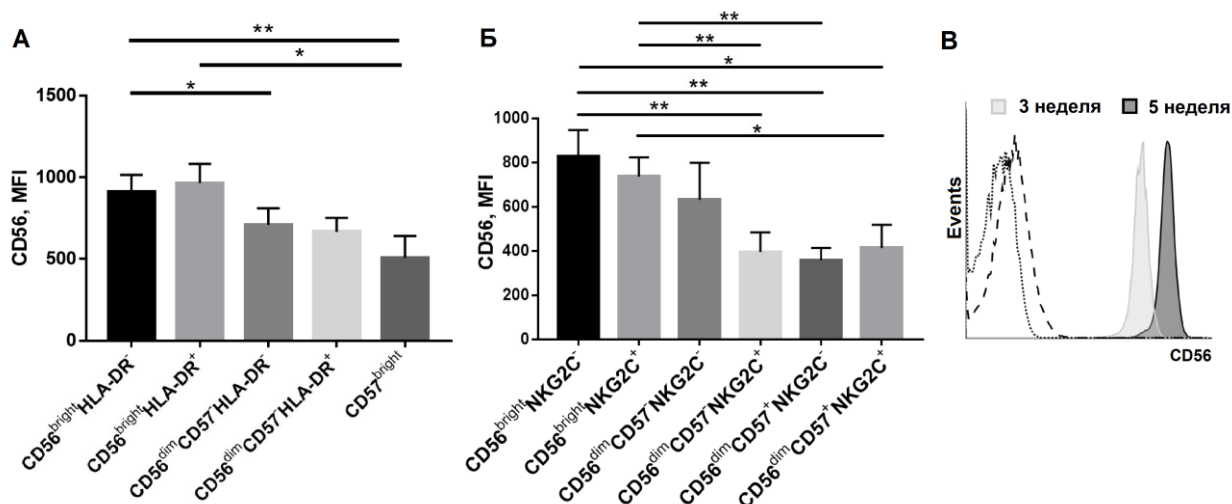 А
**
*
*
CD56, MFI
1500
1000
500
0
CD56brightHLA-DR-
CD56brightHLA-DR+
CD56dimCD57-HLA-DR-
CD56dimCD57-HLA-DR+
CD57bright
Б
**
**
*
**
**
*
CD56, MFI
1000
800
600
400
200
0
CD56brightNKG2C-
CD56brightNKG2C+
CD56dimCD57-NKG2C-
CD56dimCD57-NKG2C+
CD56dimCD57+NKG2C-
CD56dimCD57+NKG2C+
В
3 неделя
5 неделя
Events
CD56